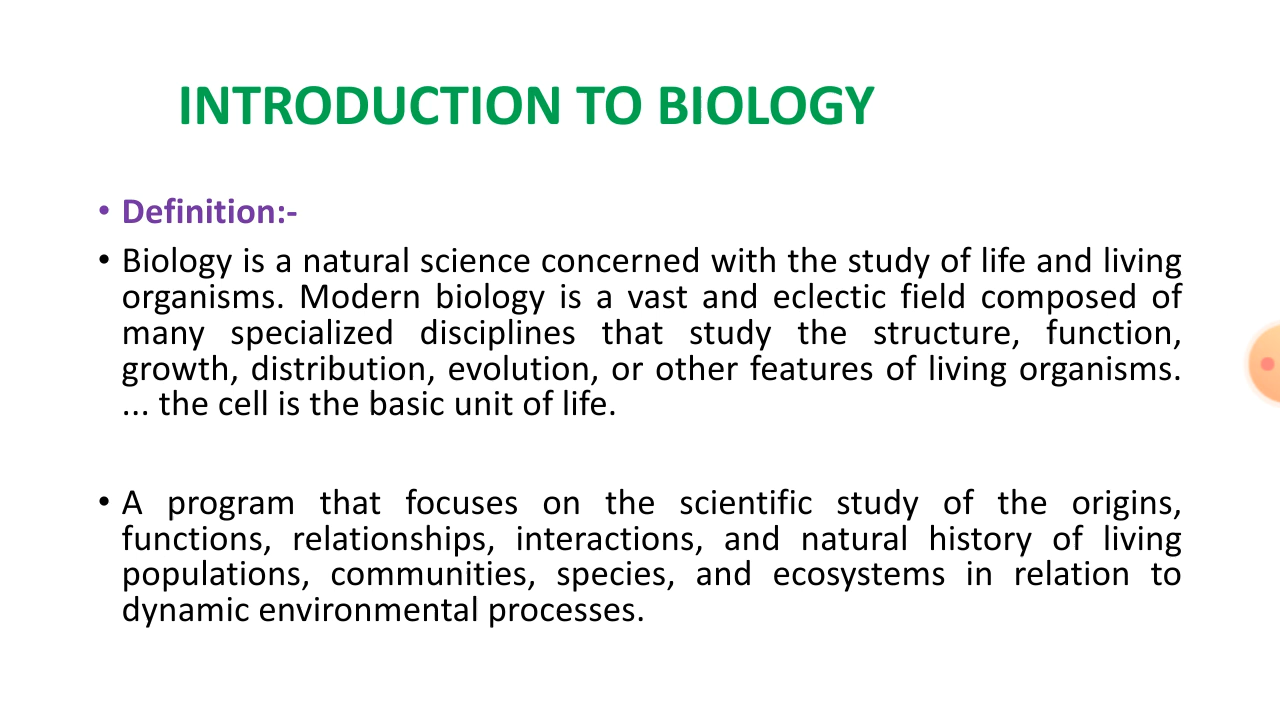 INTRODUCTION TO BIOLOGY
• Definition:-
• Biology is a natural science concerned with the study of life and living
organisms. Modern biology is a vast and eclectic field composed of
many specialized disciplines that study the structure, function,
growth, distribution, evolution, or other features of living organisms.
... the cell is the basic unit of life.
• A program that focuses on the scientific study of the origins,
functions, relationships, interactions, and natural history of living
populations, communities, species, and ecosystems in relation to
dynamic environmental processes.